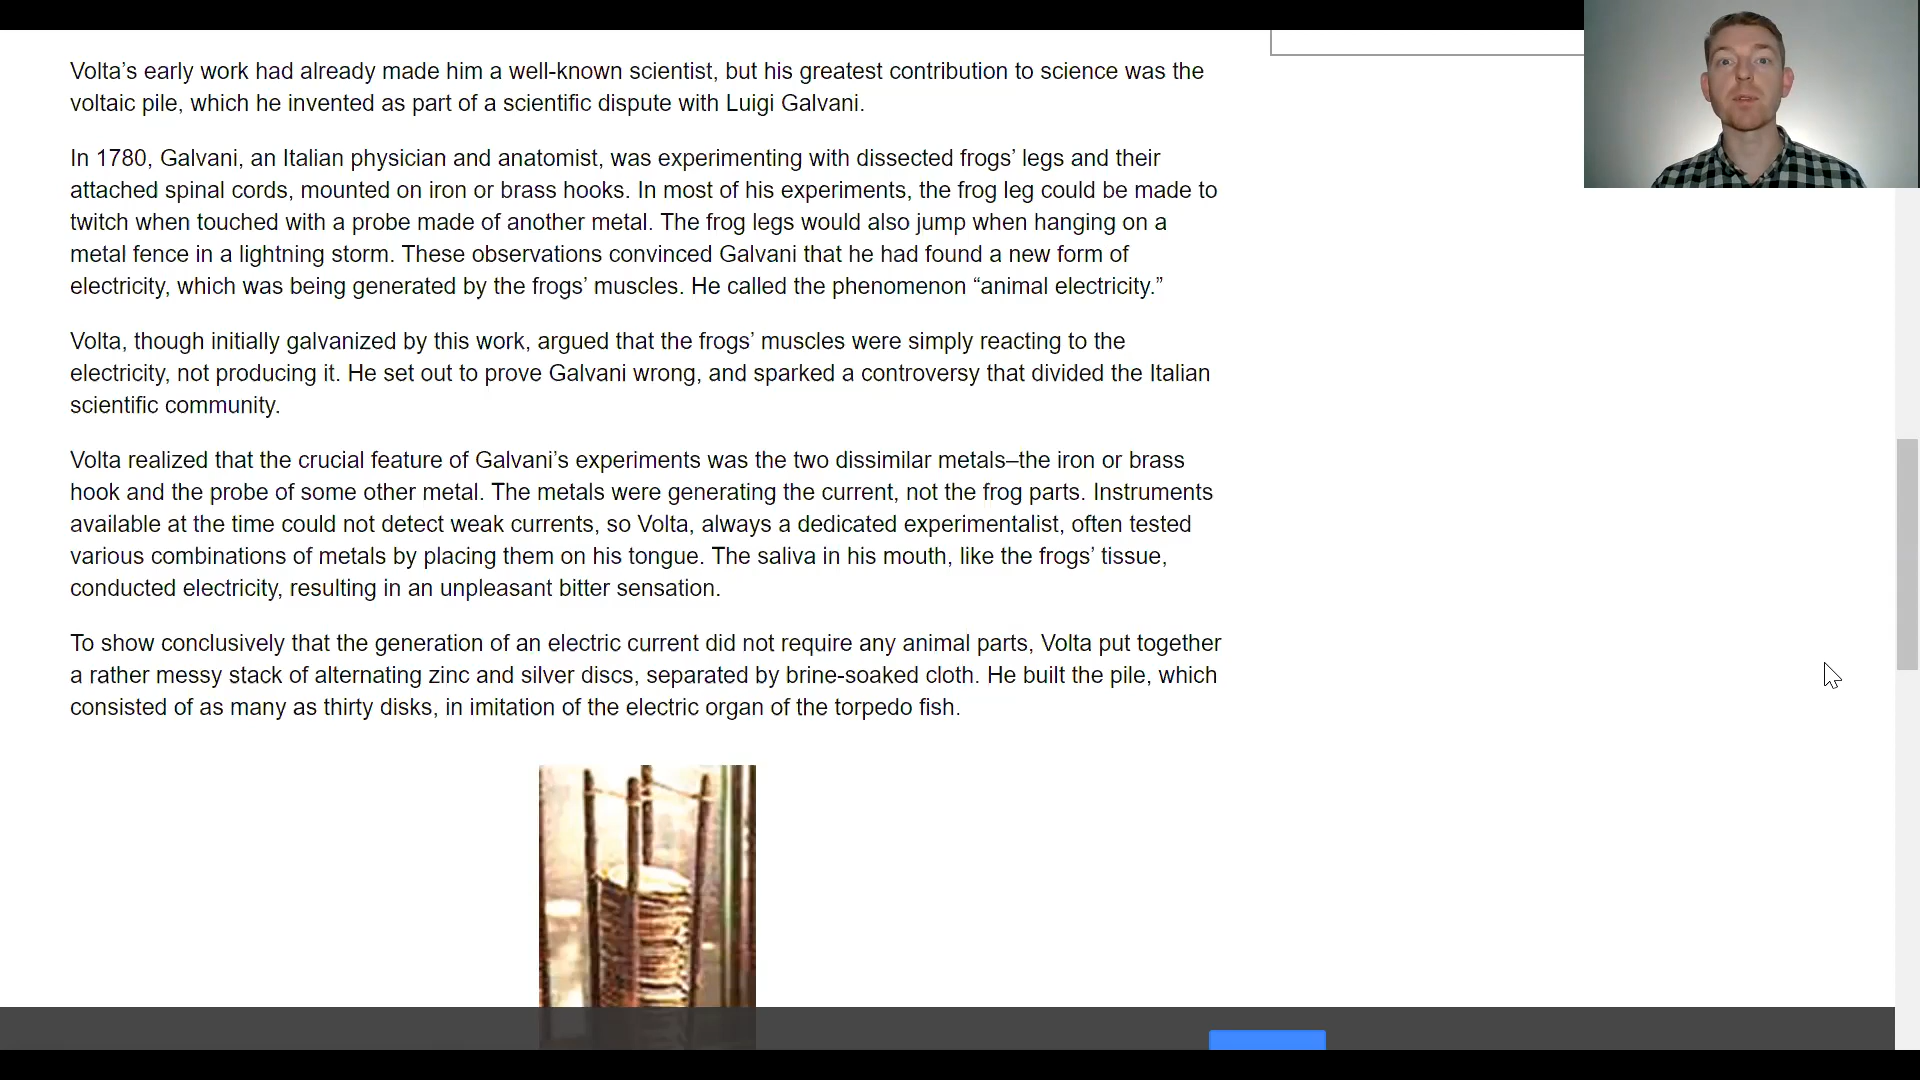 Volta’s early work had already made him a well-known scientist, but his greatest contribution to science was the
voltaic pile, which he invented as part of a scientific dispute with Luigi Galvani.
In 1780, Galvani, an Italian physician and anatomist, was experimenting with dissected frogs’ legs and their
attached spinal cords, mounted on iron or brass hooks. In most of his experiments, the frog leg could be made to
twitch when touched with a probe made of another metal. The frog legs would also jump when hanging on a
metal fence in a lightning storm. These observations convinced Galvani that he had found a new form of
electricity, which was being generated by the frogs’ muscles. He called the phenomenon “animal electricity.”
Volta, though initially galvanized by this work, argued that the frogs’ muscles were simply reacting to the
electricity, not producing it. He set out to prove Galvani wrong, and sparked a controversy that divided the Italian
scientific community.
Volta realized that the crucial feature of Galvani’s experiments was the two dissimilar metals–the iron or brass
hook and the probe of some other metal. The metals were generating the current, not the frog parts. Instruments
available at the time could not detect weak currents, so Volta, always a dedicated experimentalist, often tested
various combinations of metals by placing them on his tongue. The saliva in his mouth, like the frogs’ tissue,
conducted electricity, resulting in an unpleasant bitter sensation.
To show conclusively that the generation of an electric current did not require any animal parts, Volta put together
a rather messy stack of alternating zinc and silver discs, separated by brine-soaked cloth. He built the pile, which
consisted of as many as thirty disks, in imitation of the electric organ of the torpedo fish.